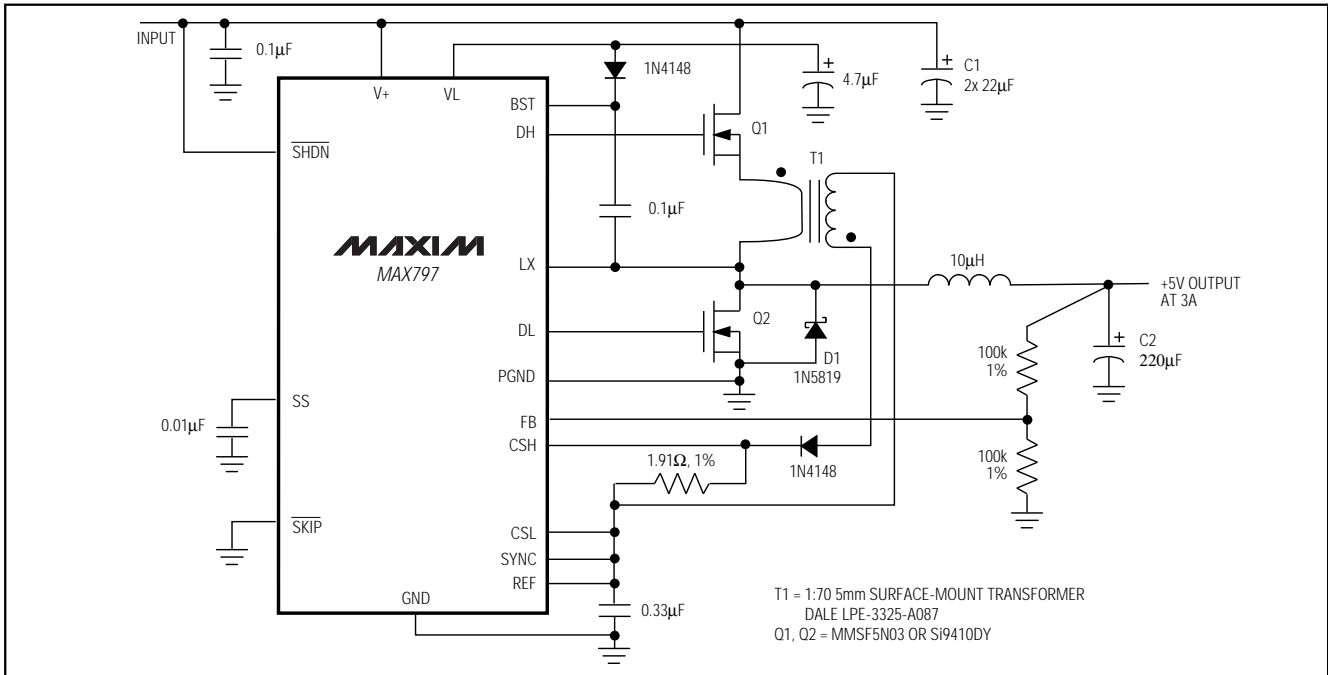 INPUT
0.1µF
V+
VL
1N4148
4.7µF
+
C1
2x 22µF
+
BST
DH
Q1
T1
SHDN
0.1µF
MAXIM
MAX797
LX
10µH
+5V OUTPUT
AT 3A
DL
Q2
D1
1N5819
100k
1%
+
C2
220µF
PGND
SS
0.01µF
FB
CSH
1.91Ω, 1%
1N4148
100k
1%
SKIP
CSL
SYNC
REF
GND
0.33µF
T1 = 1:70 5mm SURFACE-MOUNT TRANSFORMER
DALE LPE-3325-A087
Q1, Q2 = MMSF5N03 OR Si9410DY